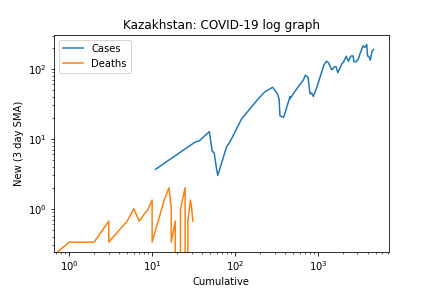 Kazakhstan: COVID-19 log graph
Cases
Deaths
New (3 day SMA)
10²
10¹
10⁰
10⁰ 10¹ 10² 10³
Cumulative